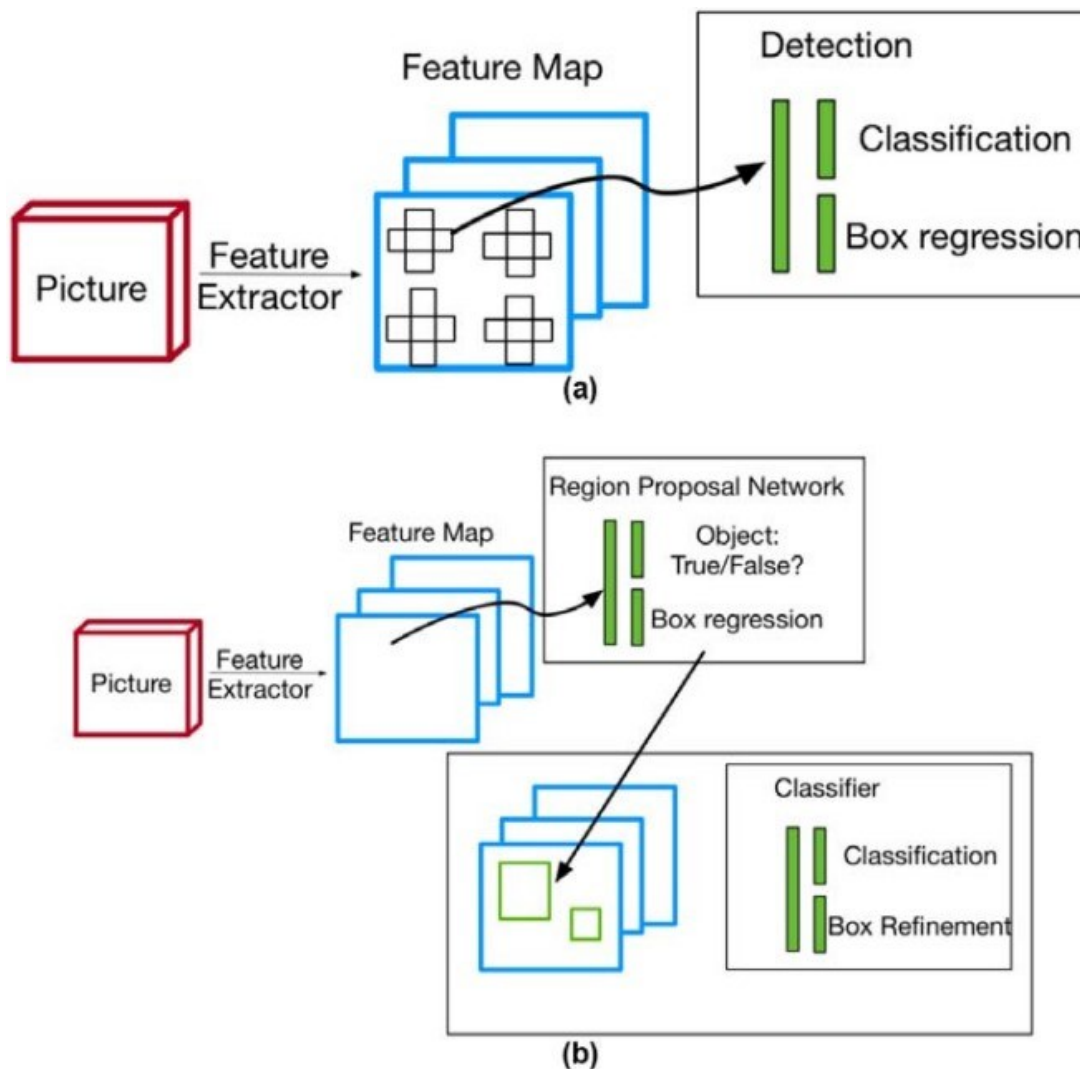 Detection
Feature Map
Classification
Box regression
Picture
Feature
Extractor
(a)
Region Proposal Network
Object:
True/False?
Box regression
Feature Map
Picture
Feature
Extractor
Classifier
Classification
Box Refinement
(b)